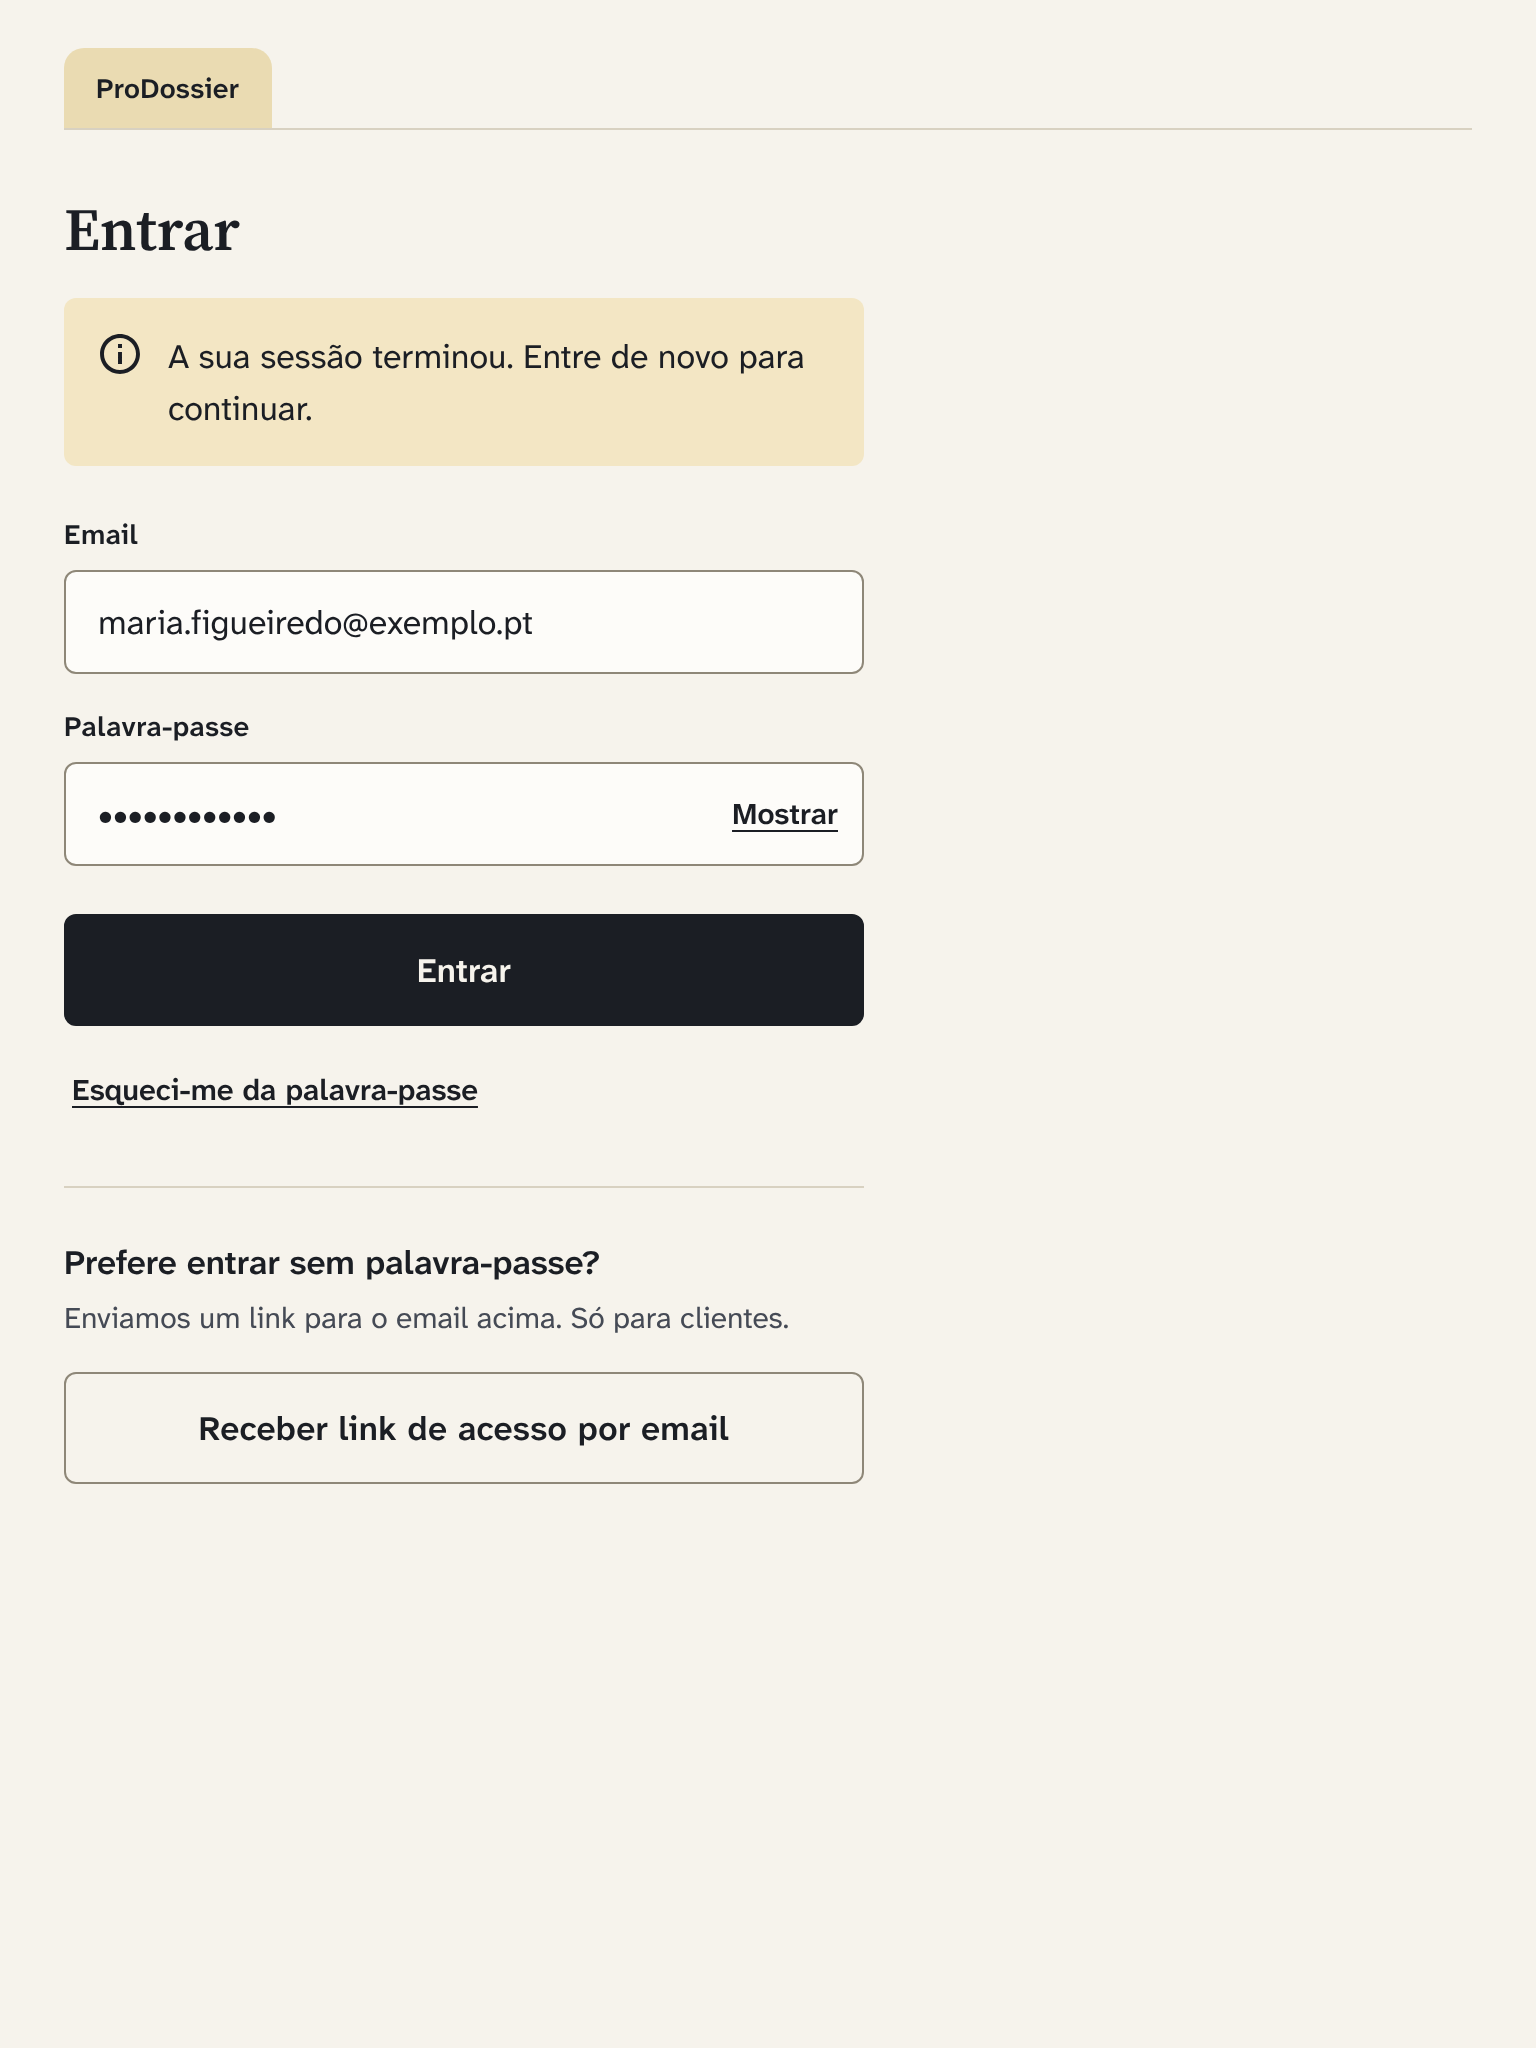 ProDossier
Entrar
A sua sessão terminou. Entre de novo para
continuar.
Email
maria.figueiredo@exemplo.pt
Palavra-passe
••••••••••••
Mostrar
Entrar
Esqueci-me da palavra-passe
Prefere entrar sem palavra-passe?
Enviamos um link para o email acima. Só para clientes.
Receber link de acesso por email